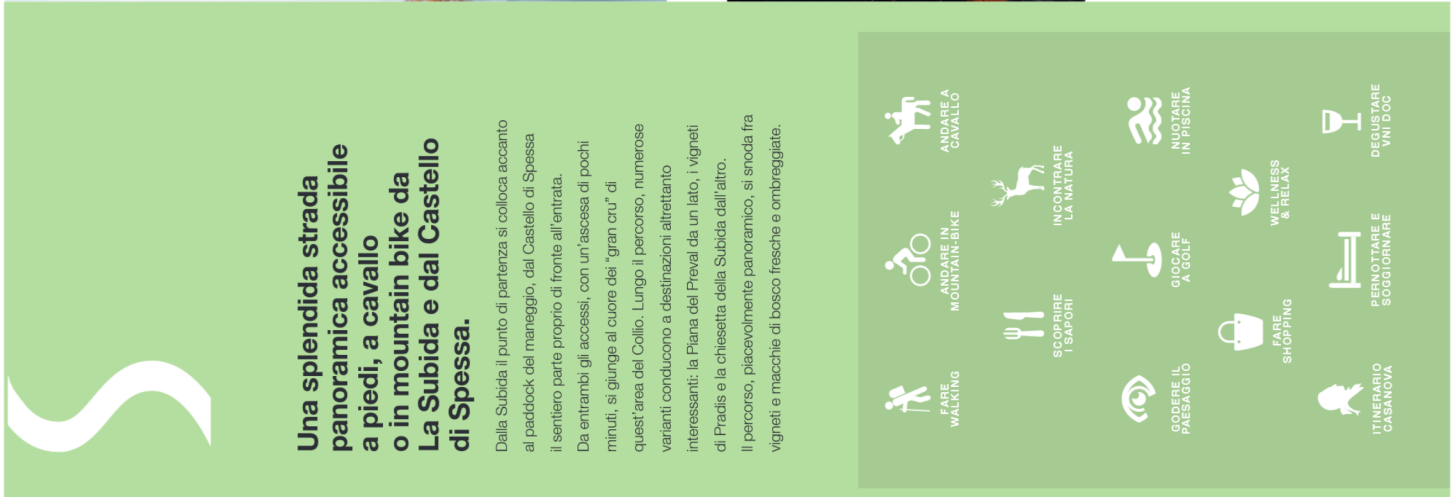 Una splendida strada
panoramica accessibile
a piedi, a cavallo
o in mountain bike da
La Subida e dal Castello
di Spessa.
Dalla Subida il punto di partenza si colloca accanto
al paddock del maneggio, dal Castello di Spessa
il sentiero parte proprio di fronte all'entrata.
Da entrambi gli accessi, con un'ascesa di pochi
minuti, si giunge al cuore dei "gran cru" di
quest'area del Collio. Lungo il percorso, numerose
varianti conducono a destinazioni altrettanto
interessanti: la Piana del Preval da un lato, i vigneti
di Pradis e la chiesetta della Subida dall'altro.
Il percorso, piacevolmente panoramico, si snoda fra
vigneti e macchie di bosco fresche e ombreggiate.
FARE
WALKING
ANDARE IN
MOUNTAIN-BIKE
ANDARE A
CAVALLO
SCOPRIRE
I SAPORI
INCONTRARE
LA NATURA
GODERE IL
PAESAGGIO
GIOCARE
A GOLF
NUOTARE
IN PISCINA
FARE
SHOPPING
WELLNESS
& RELAX
ITINERARIO
CASANOVA
PERNOTTARE E
SOGGIORNARE
DEGUSTARE
VNI DOC